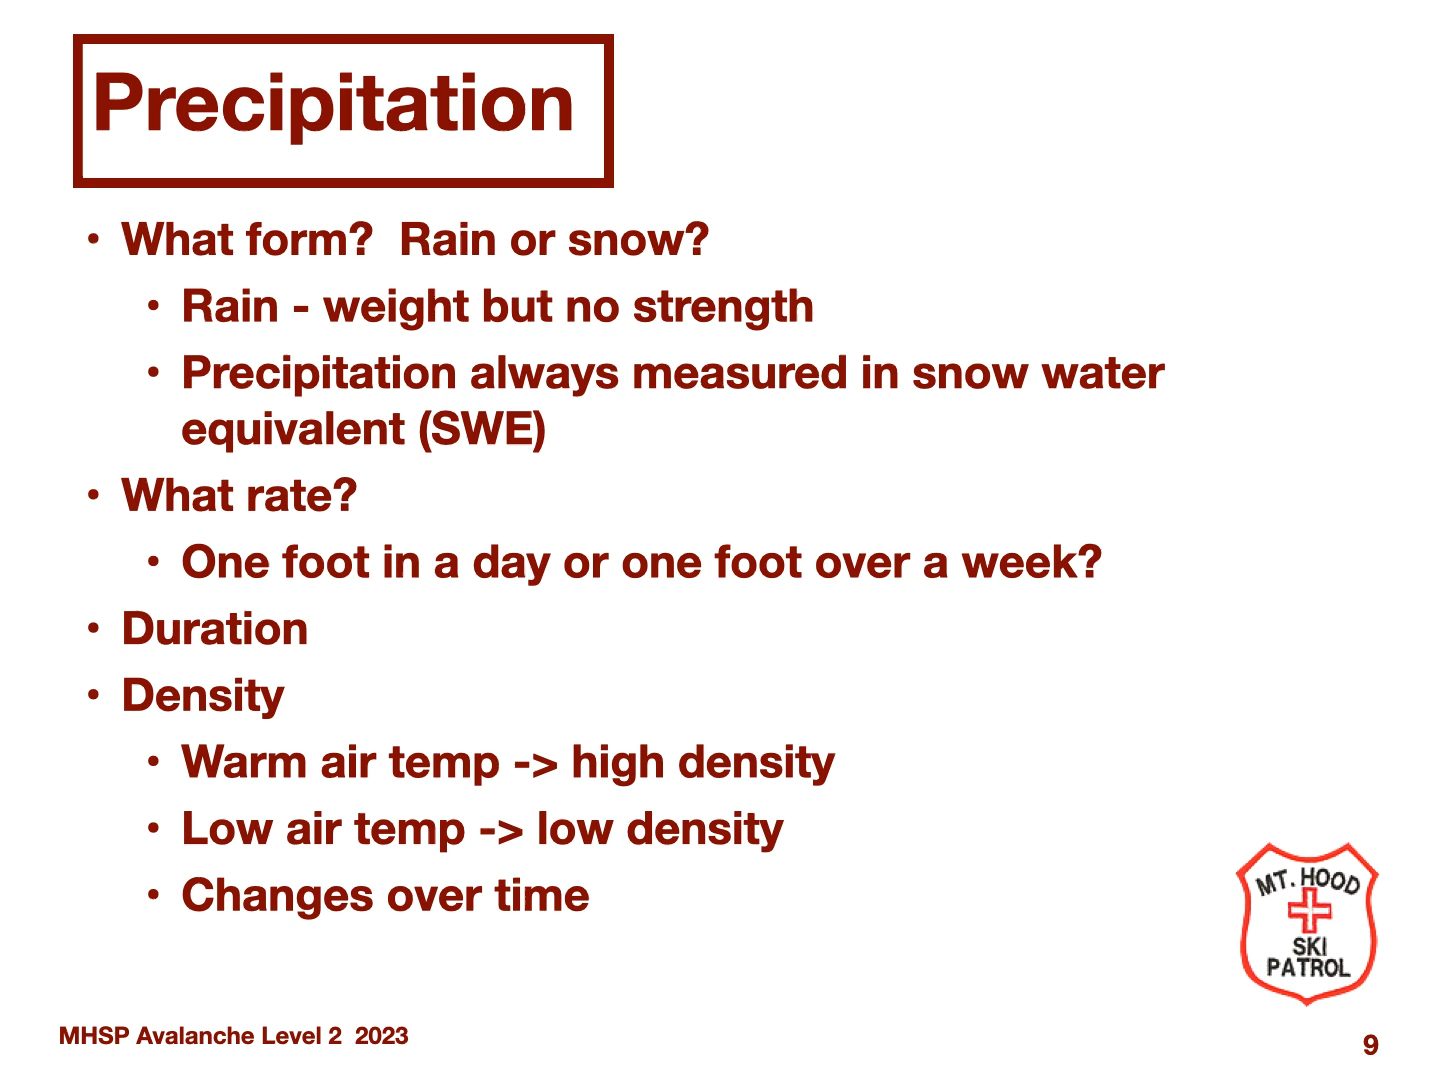 Precipitation
• What form?  Rain or snow?
• Rain - weight but no strength
• Precipitation always measured in snow water
equivalent (SWE)
• What rate?
• One foot in a day or one foot over a week?
• Duration
• Density
• Warm air temp -> high density
• Low air temp -> low density
• Changes over time
MT. HOOD
SKI
PATROL
MHSP Avalanche Level 2  2023
9